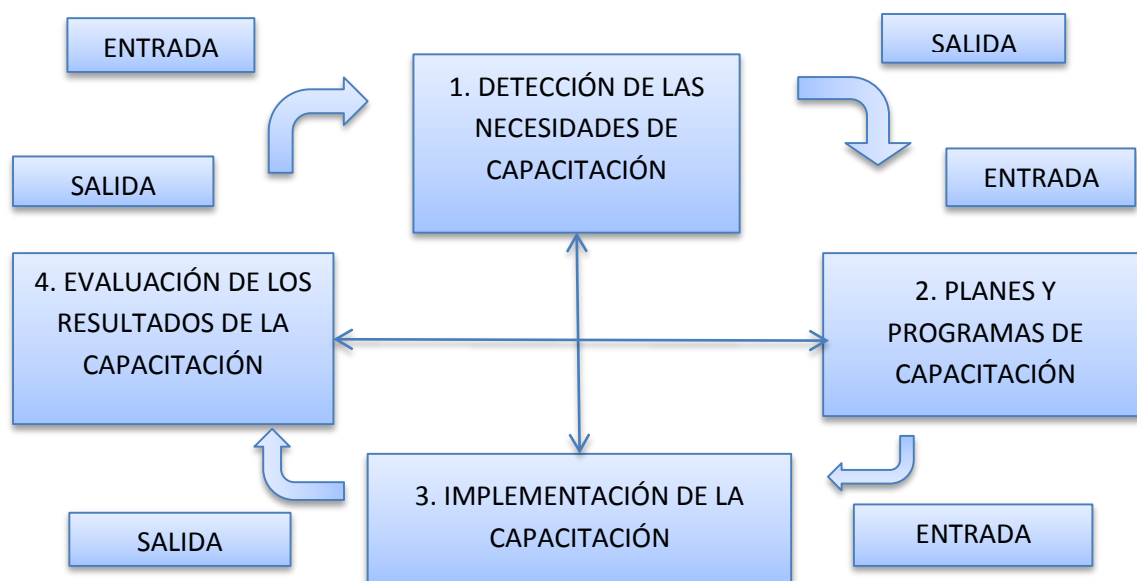 ENTRADA
SALIDA
1. DETECCIÓN DE LAS
NECESIDADES DE
CAPACITACIÓN
SALIDA
ENTRADA
4. EVALUACIÓN DE LOS
RESULTADOS DE LA
CAPACITACIÓN
2. PLANES Y
PROGRAMAS DE
CAPACITACIÓN
3. IMPLEMENTACIÓN DE LA
CAPACITACIÓN
SALIDA
ENTRADA